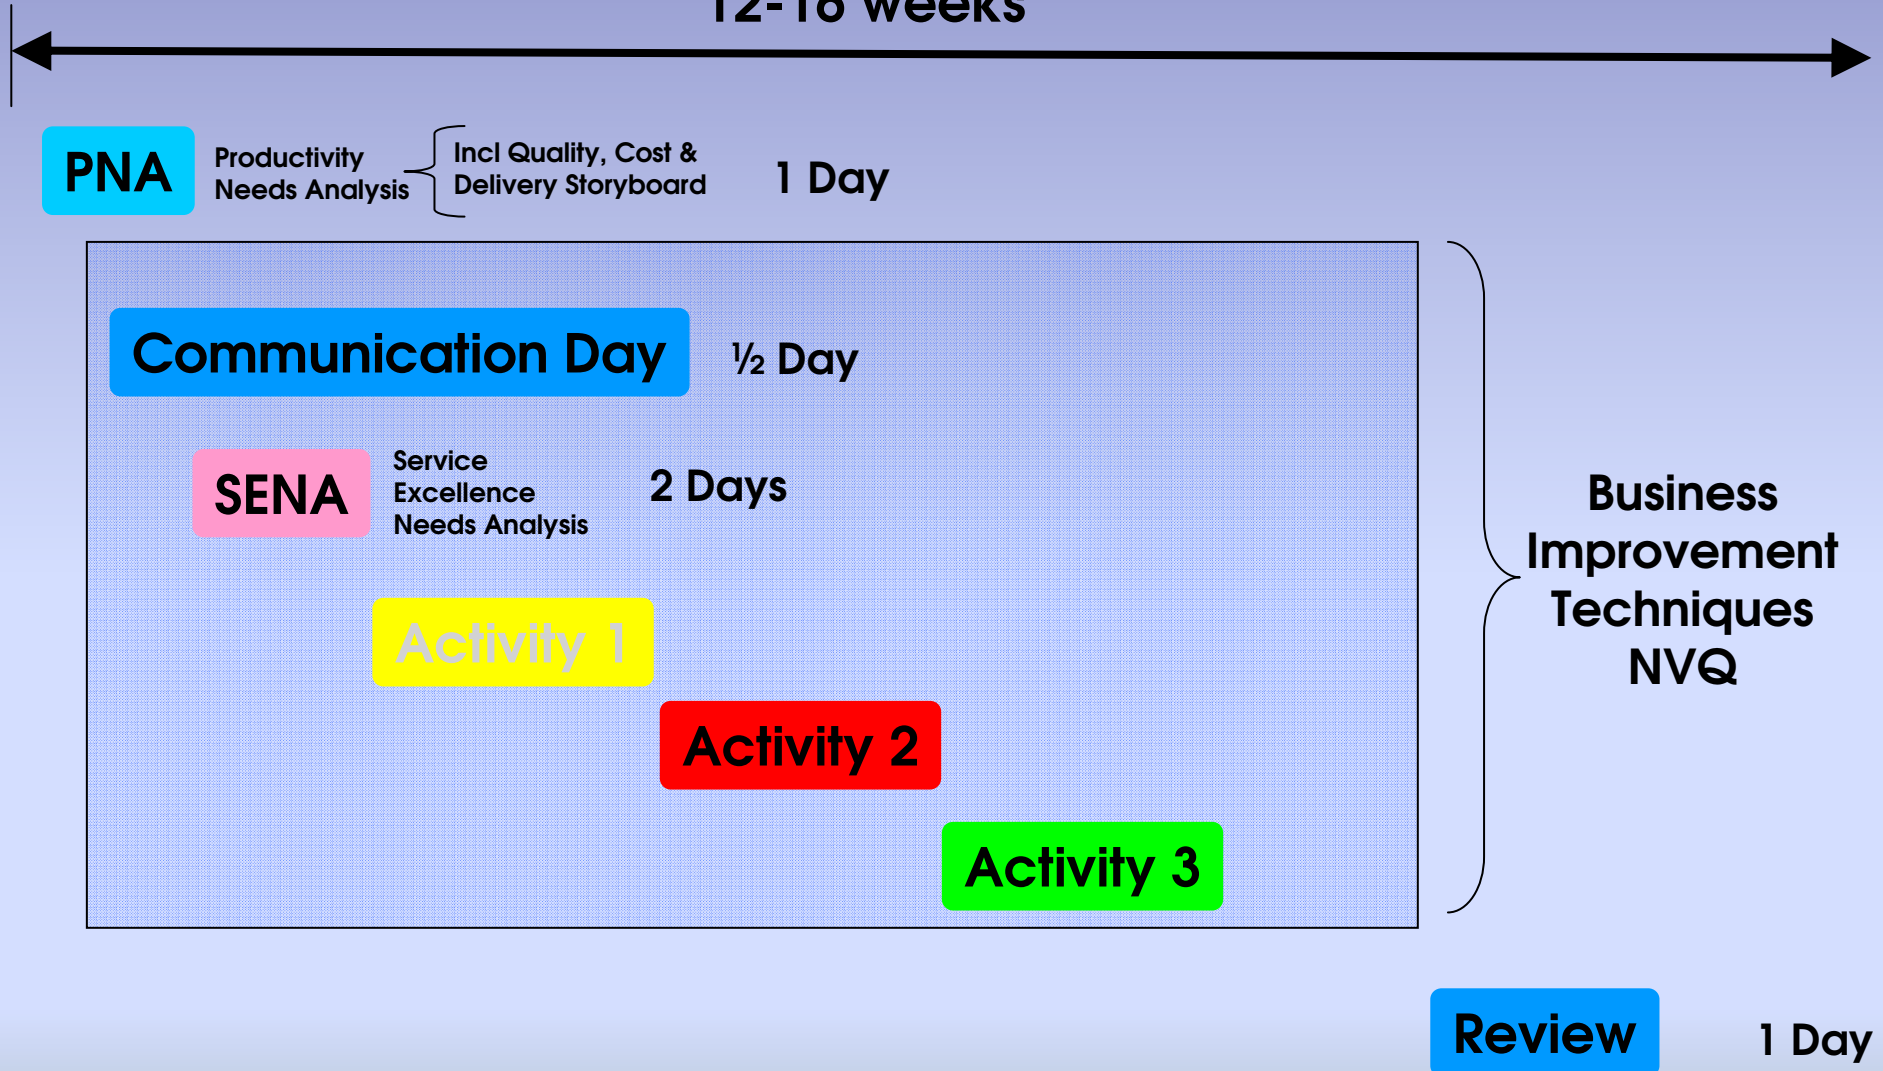 12-16 weeks
PNA
Productivity
Needs Analysis
Incl Quality, Cost &
Delivery Storyboard
1 Day
Communication Day
½ Day
SENA
Service
Excellence
Needs Analysis
2 Days
Activity 1
Activity 2
Activity 3
Business
Improvement
Techniques
NVQ
Review
1 Day